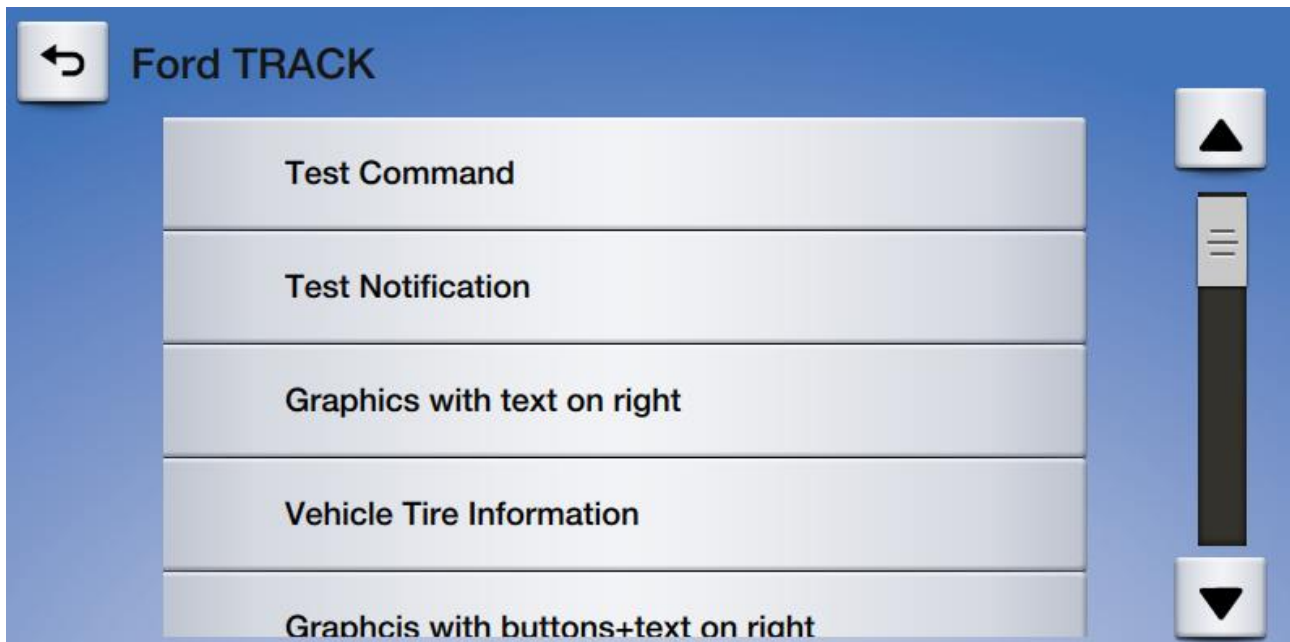 Ford TRACK
Test Command
Test Notification
Graphics with text on right
Vehicle Tire Information
Graphcis with buttons+text on right